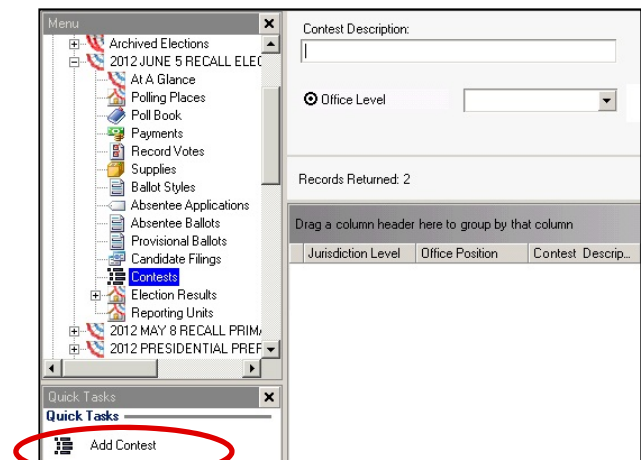 Menu
Archived Elections
2012 JUNE 5 RECALL ELEC
At A Glance
Polling Places
Poll Book
Payments
Record Votes
Supplies
Ballot Styles
Absentee Applications
Absentee Ballots
Provisional Ballots
Candidate Filings
Contests
Election Results
Reporting Units
2012 MAY 8 RECALL PRIM
2012 PRESIDENTIAL PREF
Quick Tasks
Quick Tasks
Add Contest
Contest Description:
Office Level
Records Returned: 2
Drag a column header here to group by that column
Jurisdiction Level Office Position Contest Descrip...